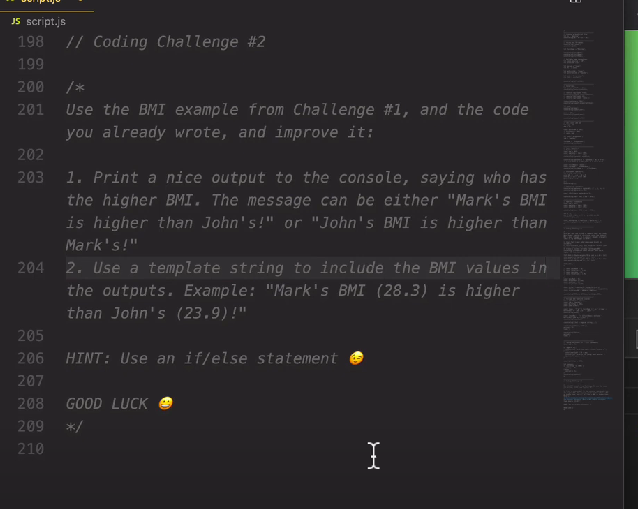 JS script.js
198 // Coding Challenge #2
199
200 /*
201 Use the BMI example from Challenge #1, and the code
you already wrote, and improve it:
202
203 1. Print a nice output to the console, saying who has
the higher BMI. The message can be either "Mark's BMI
is higher than John's!" or "John's BMI is higher than
Mark's!"
204 2. Use a template string to include the BMI values in
the outputs. Example: "Mark's BMI (28.3) is higher
than John's (23.9)!"
205
206 HINT: Use an if/else statement 😉
207
208 GOOD LUCK 😀
209 */
210